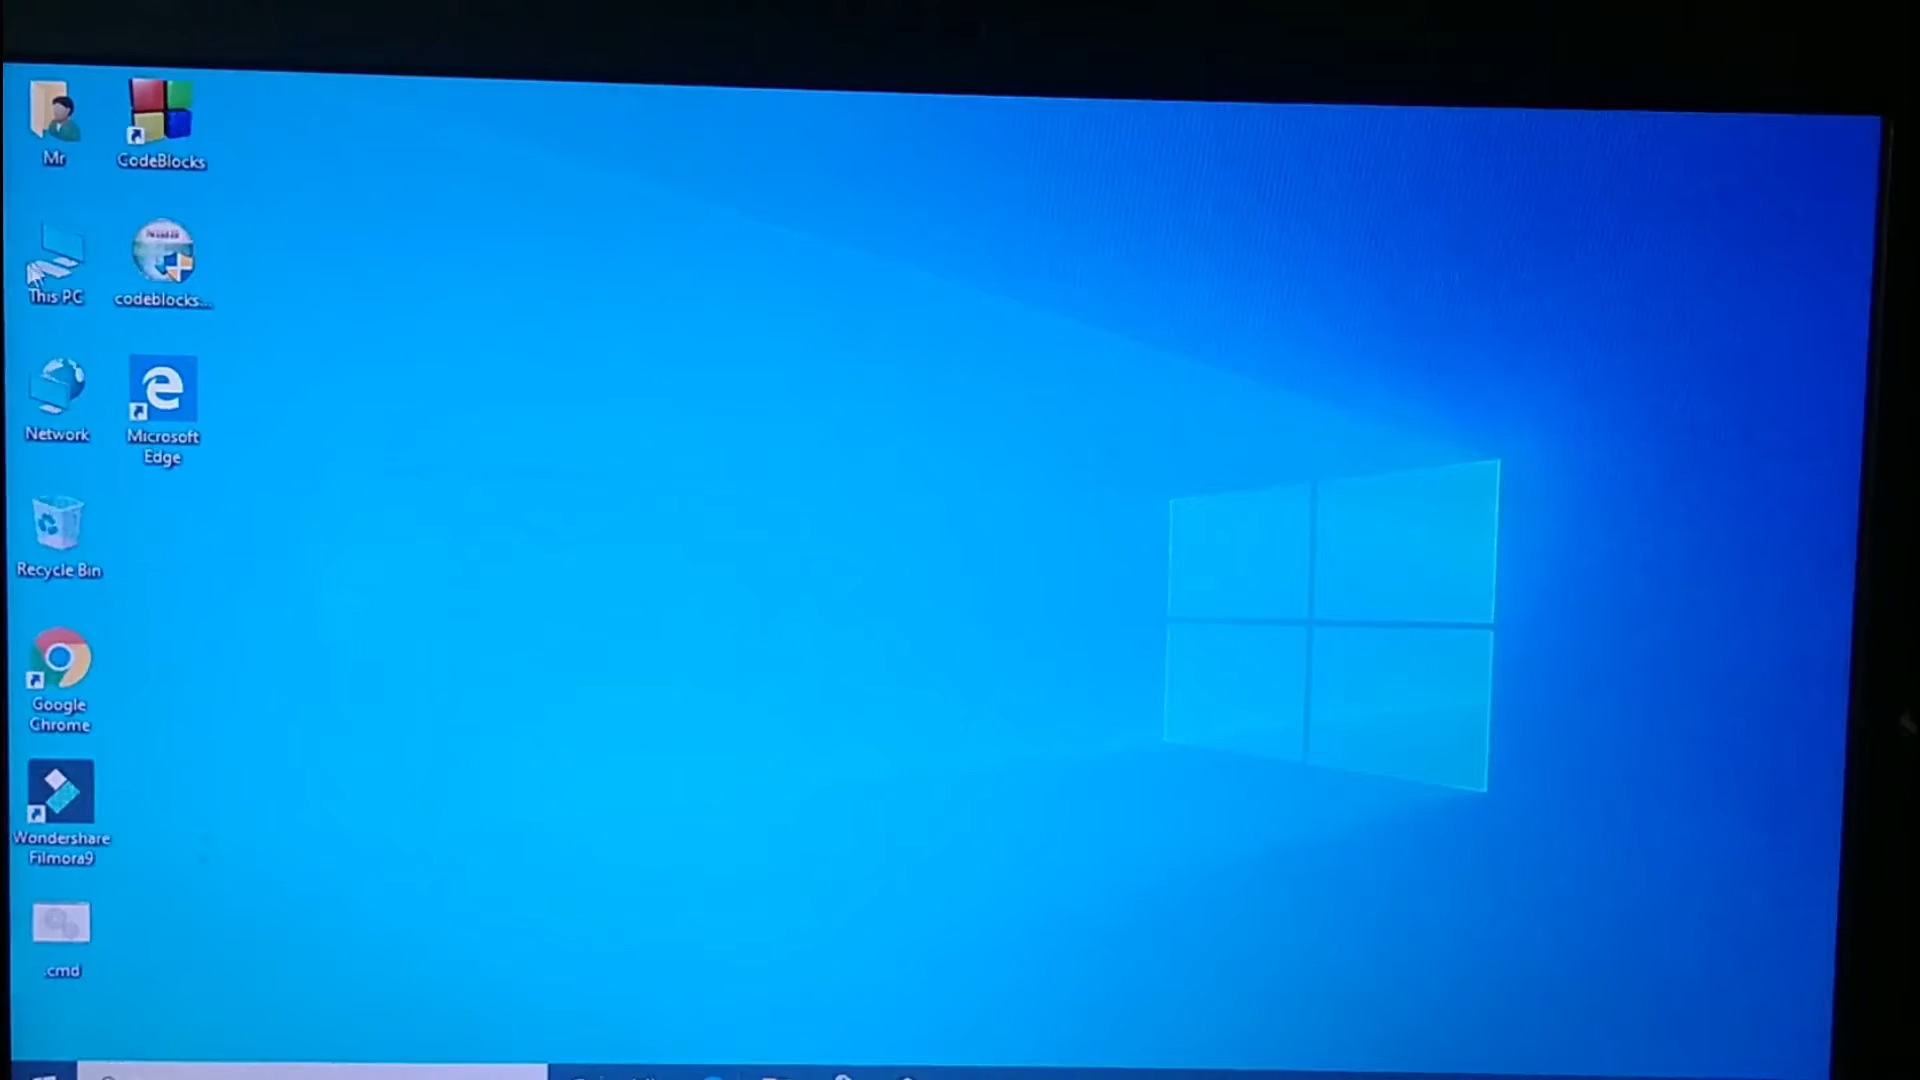 Mr
CodeBlocks
This PC
codeblocks...
Network
Microsoft
Edge
Recycle Bin
Google
Chrome
Wondershare
Filmora9
.cmd